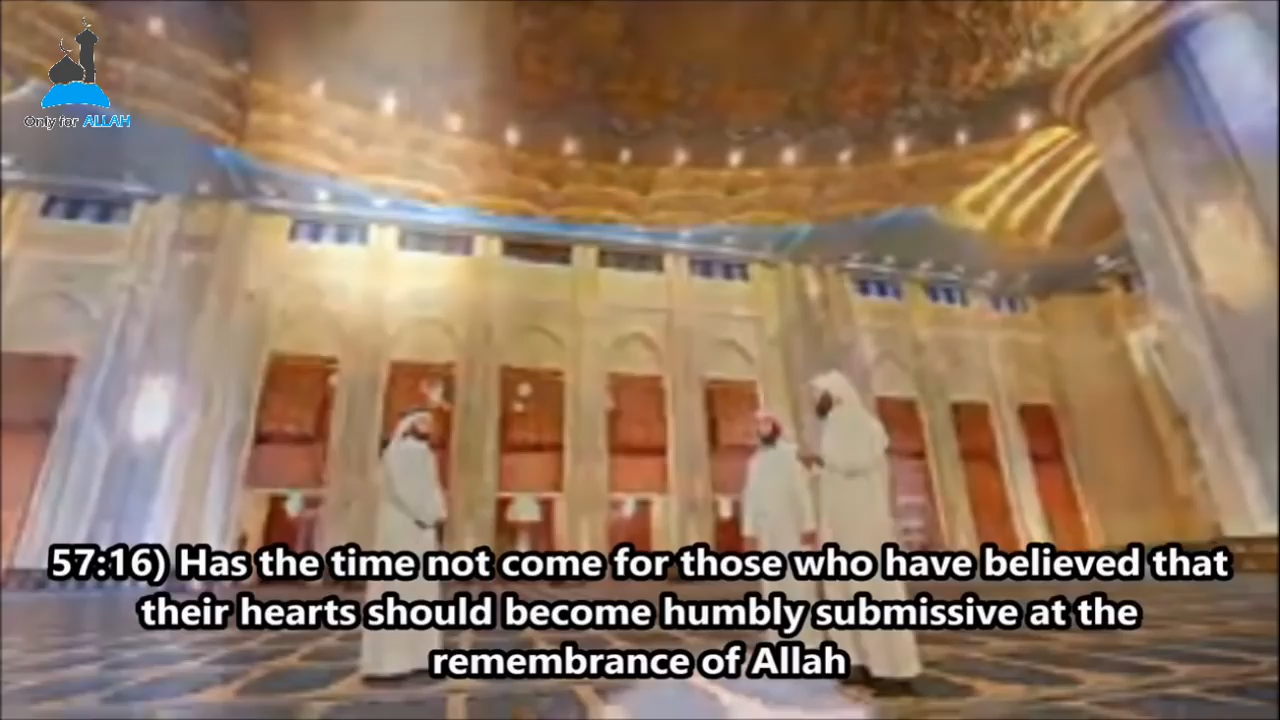 Only for ALLAH
57:16) Has the time not come for those who have believed that
their hearts should become humbly submissive at the
remembrance of Allah